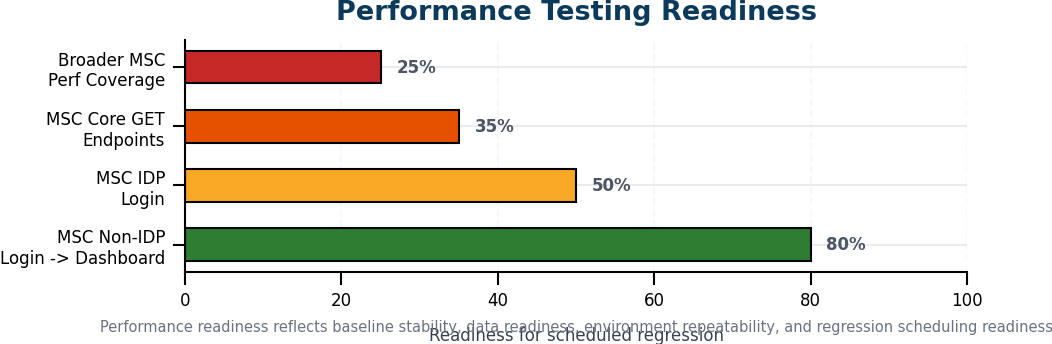 Performance Testing Readiness
Broader MSC
Perf Coverage
25%
MSC Core GET
Endpoints
35%
MSC IDP
Login
50%
MSC Non-IDP
Login -> Dashboard
80%
0 20 40 60 80 100
Performance readiness reflects baseline stability, data readiness, environment repeatability, and regression scheduling readiness
Readiness for scheduled regression